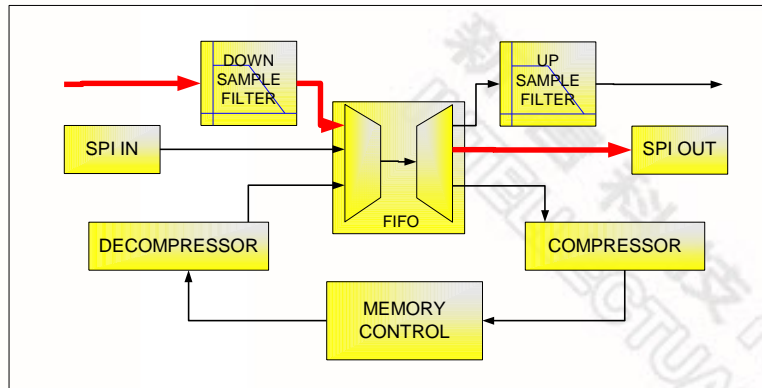 DOWN
SAMPLE
FILTER
UP
SAMPLE
FILTER
SPI IN
SPI OUT
FIFO
DECOMPRESSOR
COMPRESSOR
MEMORY
CONTROL